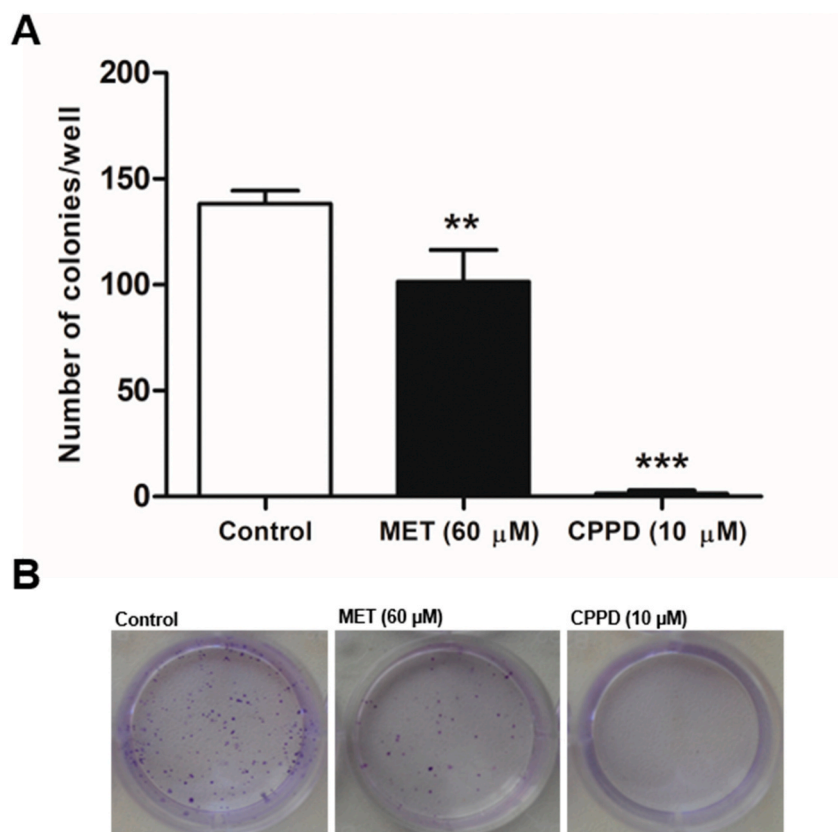 A
Number of colonies/well
200
150
100
50
0
**
***
Control MET (60 μM) CPPD (10 μM)
B
Control MET (60 μM) CPPD (10 μM)